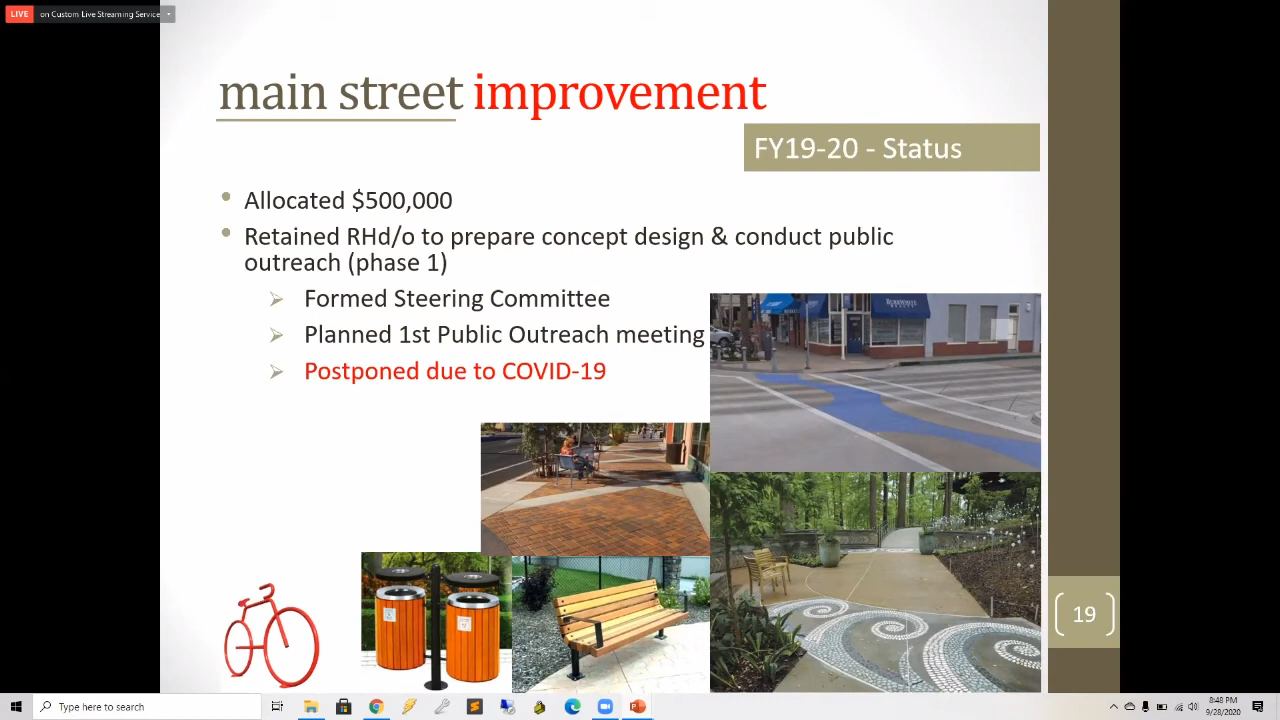 LIVE on Custom Live Streaming Service
main street improvement
FY19-20 - Status
Allocated $500,000
Retained RHd/o to prepare concept design & conduct public
outreach (phase 1)
Formed Steering Committee
Planned 1st Public Outreach meeting
Postponed due to COVID-19
19
Type here to search
8:48 PM
9/28/2020